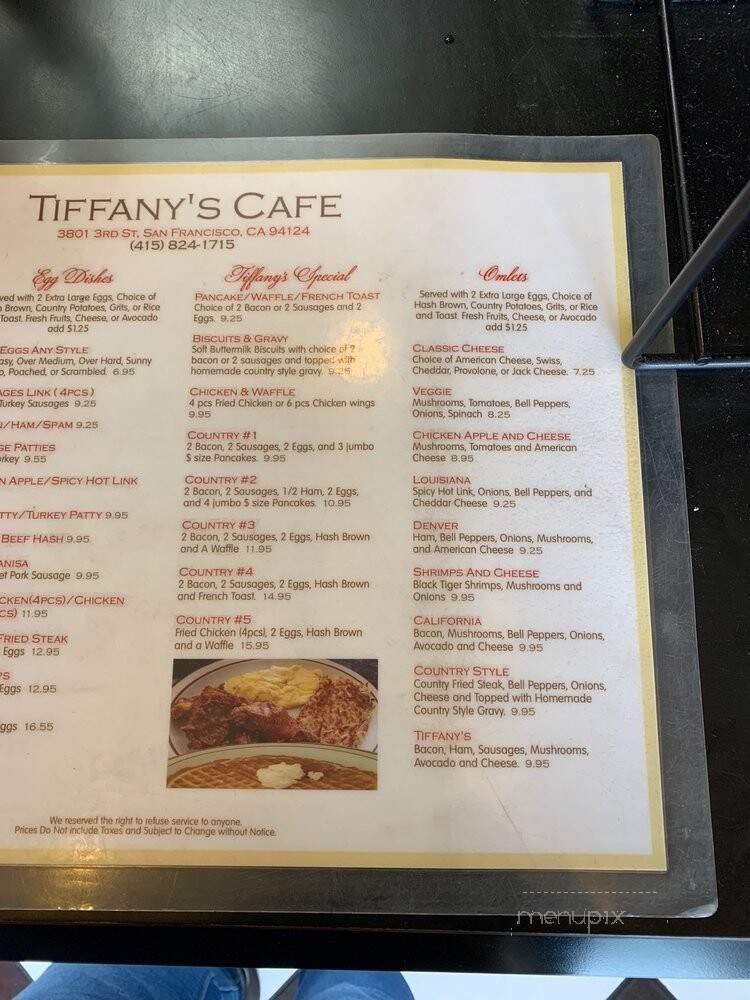 TIFFANY'S CAFE
3801 3RD ST, SAN FRANCISCO, CA 94124
(415) 824-1715
Egg Dishes
ved with 2 Extra Large Eggs, Choice of
Brown, Country Potatoes, Grits, or Rice
Toast. Fresh Fruits, Cheese, or Avocado
add $1.25
EGGS ANY STYLE
asy, Over Medium, Over Hard, Sunny
, Poached, or Scrambled. 6.95
AGES LINK ( 4PCS )
Turkey Sausages 9.25
/HAM/SPAM 9.25
GE PATTIES
rkey 9.55
N APPLE/SPICY HOT LINK
TTY/TURKEY PATTY 9.95
BEEF HASH 9.95
ANISA
et Pork Sausage 9.95
CKEN(4PCS)/CHICKEN
CS) 11.95
FRIED STEAK
Eggs 12.95
PS
Eggs 12.95
ggs 16.55
Tiffany's Special
PANCAKE/WAFFLE/FRENCH TOAST
Choice of 2 Bacon or 2 Sausages and 2
Eggs. 9.25
BISCUITS & GRAVY
Soft Buttermilk Biscuits with choice of 2
bacon or 2 sausages and topped with
homemade country style gravy. 9.25
CHICKEN & WAFFLE
4 pcs Fried Chicken or 6 pcs Chicken wings
9.95
COUNTRY #1
2 Bacon, 2 Sausages, 2 Eggs, and 3 jumbo
$ size Pancakes. 9.95
COUNTRY #2
2 Bacon, 2 Sausages, 1/2 Ham, 2 Eggs,
and 4 jumbo $ size Pancakes. 10.95
COUNTRY #3
2 Bacon, 2 Sausages, 2 Eggs, Hash Brown
and A Waffle 11.95
COUNTRY #4
2 Bacon, 2 Sausages, 2 Eggs, Hash Brown
and French Toast. 14.95
COUNTRY #5
Fried Chicken (4pcs), 2 Eggs, Hash Brown
and a Waffle 15.95
Omlets
Served with 2 Extra Large Eggs, Choice of
Hash Brown, Country Potatoes, Grits, or Rice
and Toast. Fresh Fruits, Cheese, or Avocado
add $1.25
CLASSIC CHEESE
Choice of American Cheese, Swiss,
Cheddar, Provolone, or Jack Cheese. 7.25
VEGGIE
Mushrooms, Tomatoes, Bell Peppers,
Onions, Spinach 8.25
CHICKEN APPLE AND CHEESE
Mushrooms, Tomatoes and American
Cheese 8.95
LOUISIANA
Spicy Hot Link, Onions, Bell Peppers, and
Cheddar Cheese 9.25
DENVER
Ham, Bell Peppers, Onions, Mushrooms,
and American Cheese 9.25
SHRIMPS AND CHEESE
Black Tiger Shrimps, Mushrooms and
Onions 9.95
CALIFORNIA
Bacon, Mushrooms, Bell Peppers, Onions,
Avocado and Cheese 9.95
COUNTRY STYLE
Country Fried Steak, Bell Peppers, Onions,
Cheese and Topped with Homemade
Country Style Gravy. 9.95
TIFFANY'S
Bacon, Ham, Sausages, Mushrooms,
Avocado and Cheese. 9.95
We reserved the right to refuse service to anyone.
Prices Do Not Include Taxes and Subject to Change without Notice.
menupix